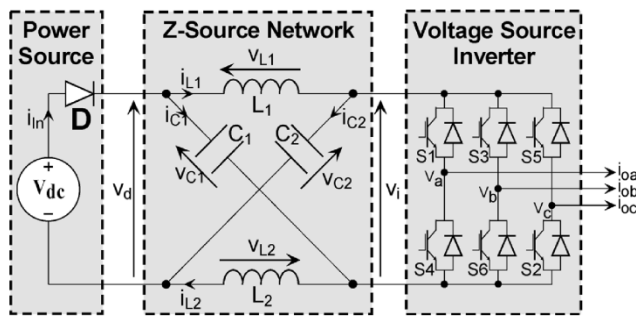 Power Source
Z-Source Network
Voltage Source Inverter
iIn
D
+
Vdc
−
vd
iL1
vL1
L1
iC1
C1
vC1
C2
iC2
vC2
vL2
iL2
L2
vi
S1
S3
S5
va
vb
vc
S4
S6
S2
ioa
iob
ioc